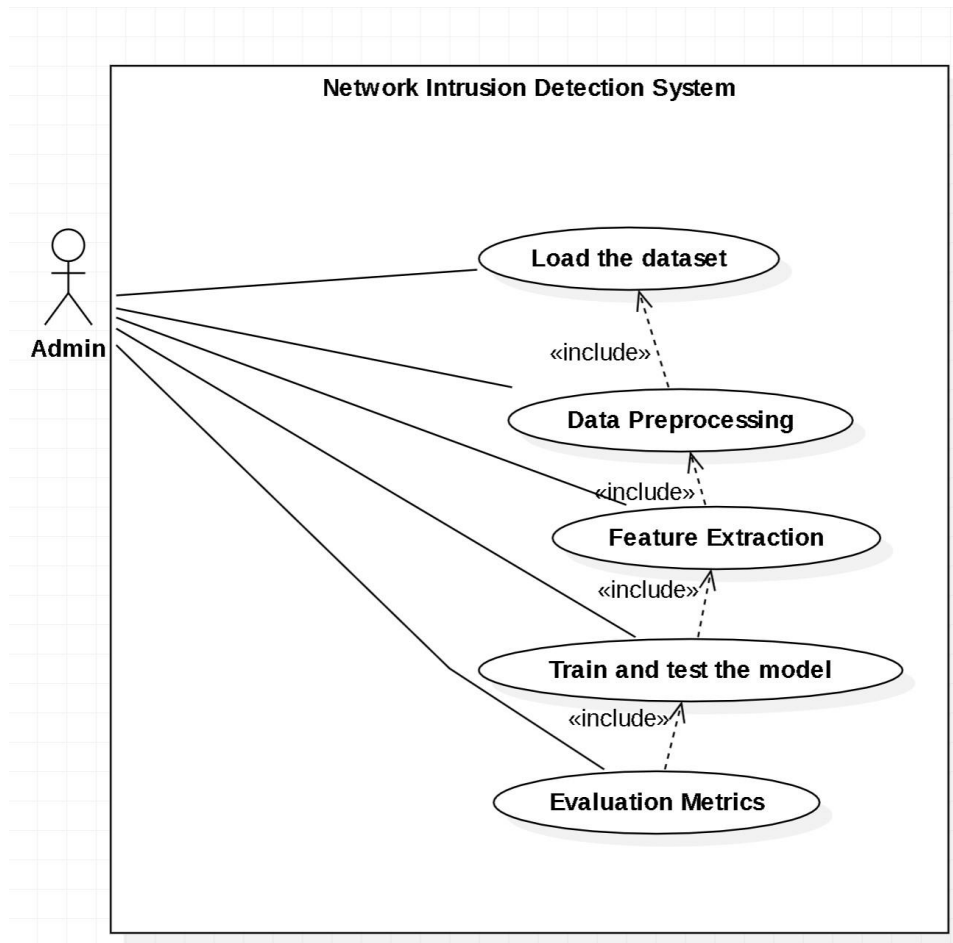 Network Intrusion Detection System
Load the dataset
Admin
«include»
Data Preprocessing
«include»
Feature Extraction
«include»
Train and test the model
«include»
Evaluation Metrics